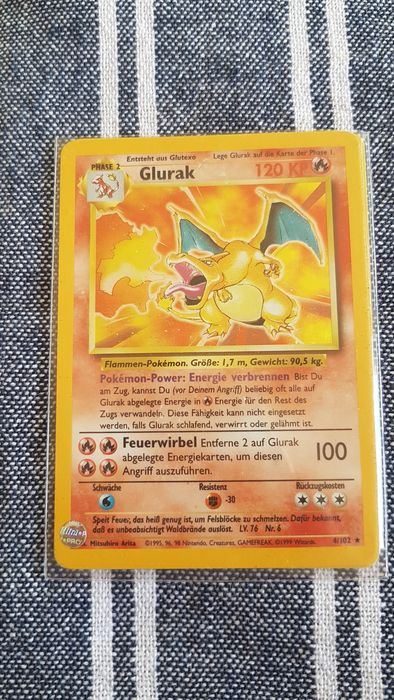 Entsteht aus Glutexo Lege Glurak auf die Karte der Phase 1.
PHASE 2
Glurak 120 KP
Flammen-Pokémon. Größe: 1,7 m, Gewicht: 90,5 kg.
Pokémon-Power: Energie verbrennen Bist Du
am Zug, kannst Du (vor Deinem Angriff) beliebig oft alle auf
Glurak abgelegte Energie in Energie für den Rest des
Zugs verwandeln. Diese Fähigkeit kann nicht eingesetzt
werden, falls Glurak schlafend, verwirrt oder gelähmt ist.
Feuerwirbel Entferne 2 auf Glurak
abgelegte Energiekarten, um diesen
Angriff auszuführen.
100
Schwäche Resistenz Rückzugskosten
-30
Speit Feuer, das heiß genug ist, um Felsblöcke zu schmelzen. Dafür bekannt,
daß es unbeabsichtigt Waldbrände auslöst. LV. 76 Nr. 6
Ultra
PRO
Mitsuhiro Arita ©1995, 96, 98 Nintendo, Creatures, GAMEFREAK. ©1999 Wizards. 4/102 ★